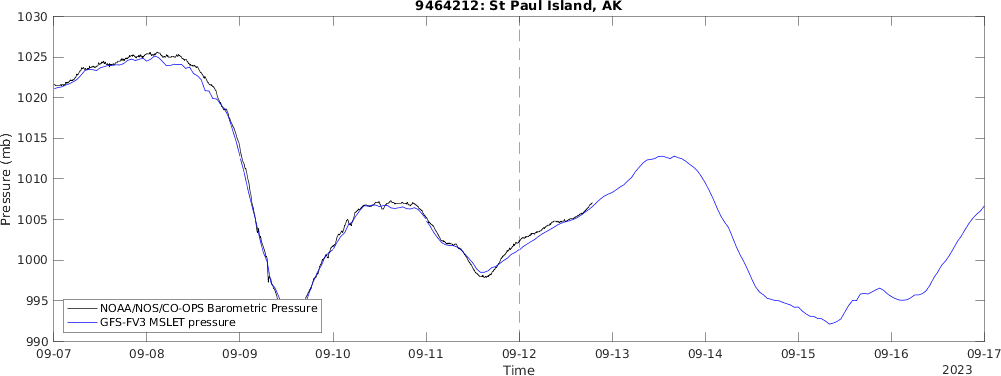 9464212: St Paul Island, AK
1030
1025
1020
1015
1010
1005
1000
995
990
Pressure (mb)
NOAA/NOS/CO-OPS Barometric Pressure
GFS-FV3 MSLET pressure
09-07 09-08 09-09 09-10 09-11 09-12 09-13 09-14 09-15 09-16 09-17
Time
2023